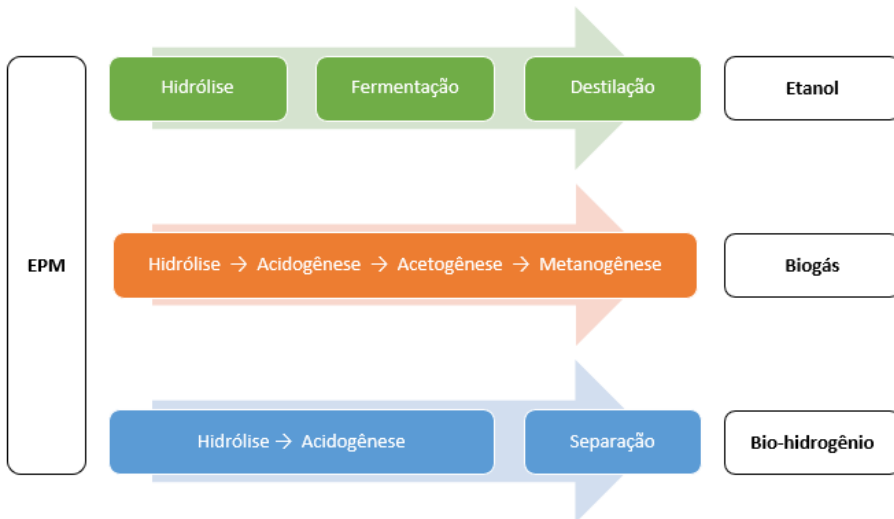 Hidrólise
Fermentação
Destilação
Etanol
EPM
Hidrólise → Acidogênese → Acetogênese → Metanogênese
Biogás
Hidrólise → Acidogênese
Separação
Bio-hidrogênio